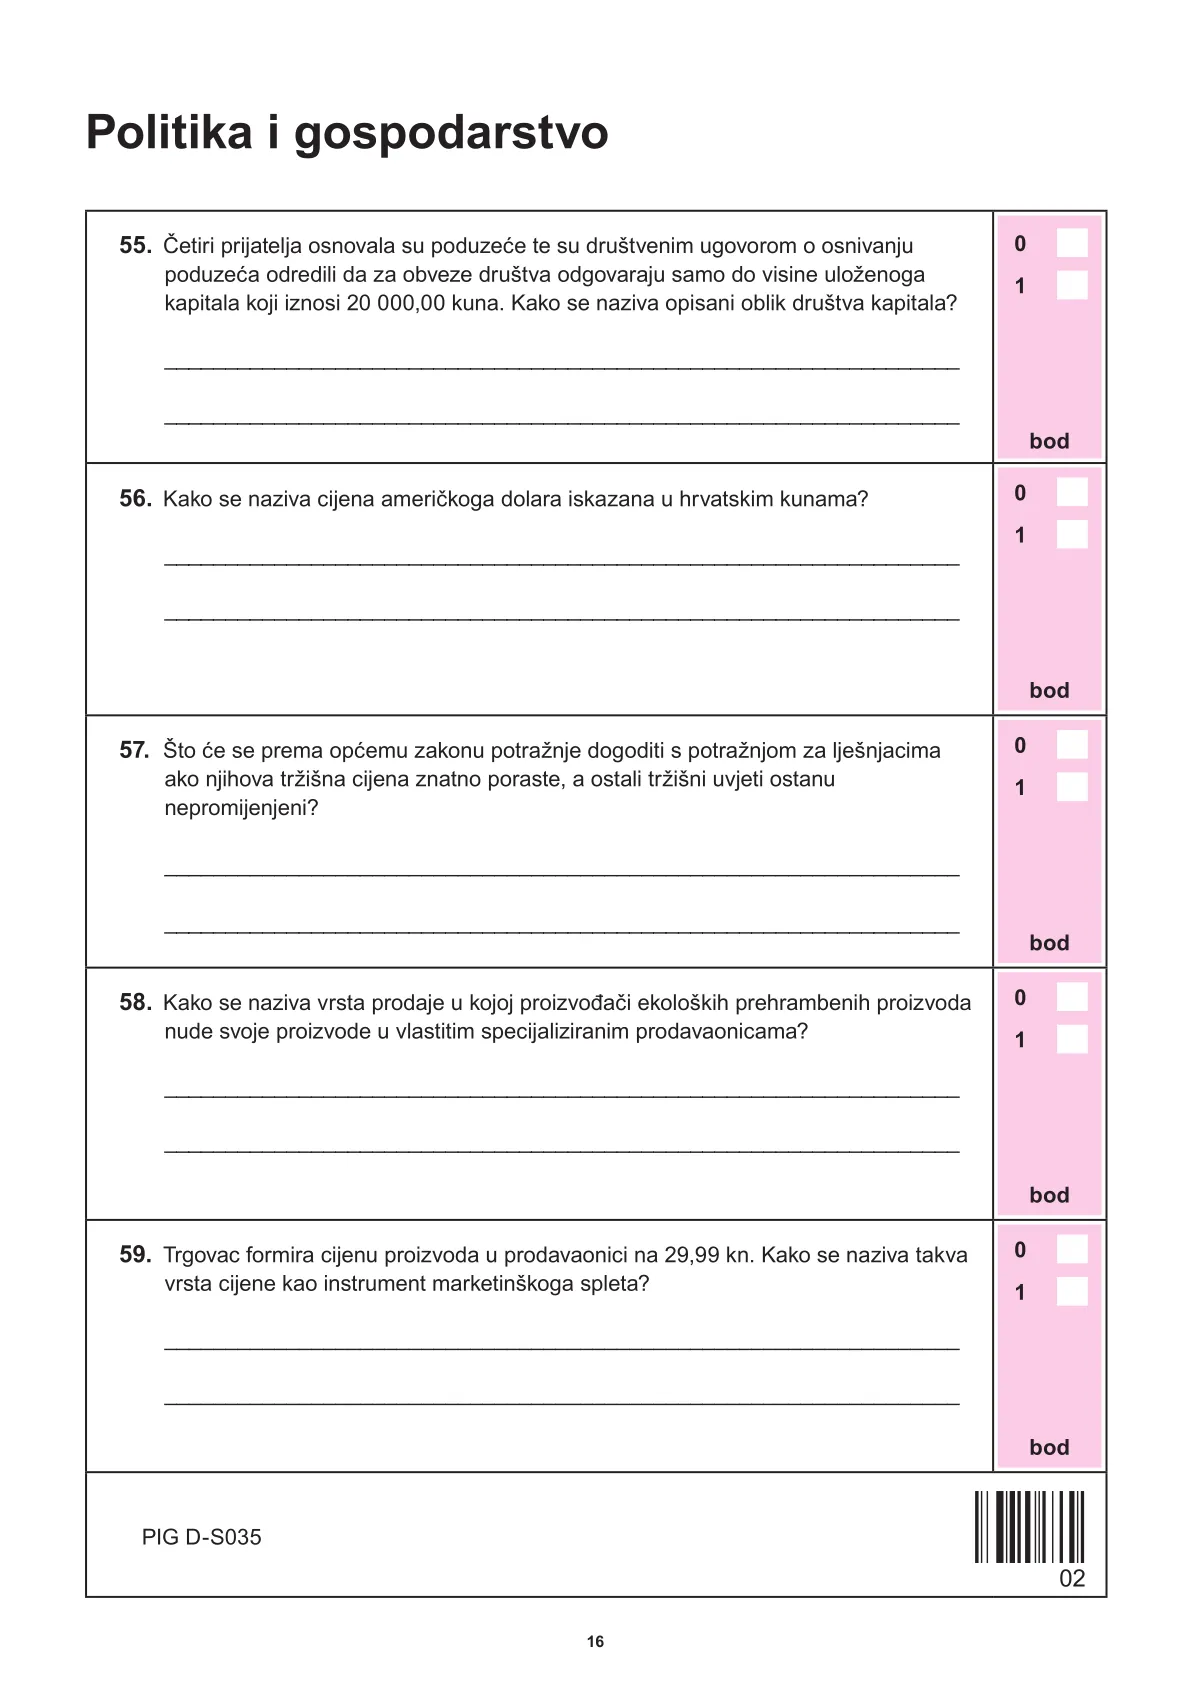 Politika i gospodarstvo
55. Četiri prijatelja osnovala su poduzeće te su društvenim ugovorom o osnivanju
poduzeća odredili da za obveze društva odgovaraju samo do visine uloženoga
kapitala koji iznosi 20 000,00 kuna. Kako se naziva opisani oblik društva kapitala?
0
1
bod
56. Kako se naziva cijena američkoga dolara iskazana u hrvatskim kunama?
0
1
bod
57. Što će se prema općemu zakonu potražnje dogoditi s potražnjom za lješnjacima
ako njihova tržišna cijena znatno poraste, a ostali tržišni uvjeti ostanu
nepromijenjeni?
0
1
bod
58. Kako se naziva vrsta prodaje u kojoj proizvođači ekoloških prehrambenih proizvoda
nude svoje proizvode u vlastitim specijaliziranim prodavaonicama?
0
1
bod
59. Trgovac formira cijenu proizvoda u prodavaonici na 29,99 kn. Kako se naziva takva
vrsta cijene kao instrument marketinškoga spleta?
0
1
bod
PIG D-S035
02
16